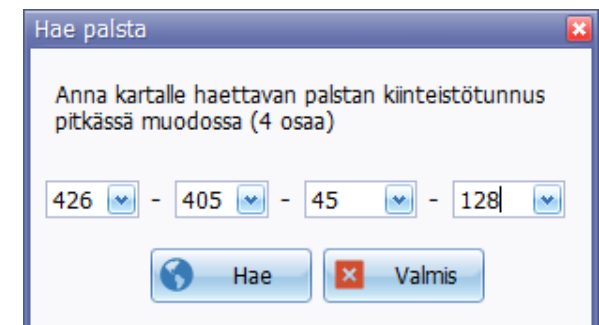 Hae palsta
Anna kartalle haettavan palstan kiinteistötunnus
pitkässä muodossa (4 osaa)
426 - 405 - 45 - 128
Hae Valmis